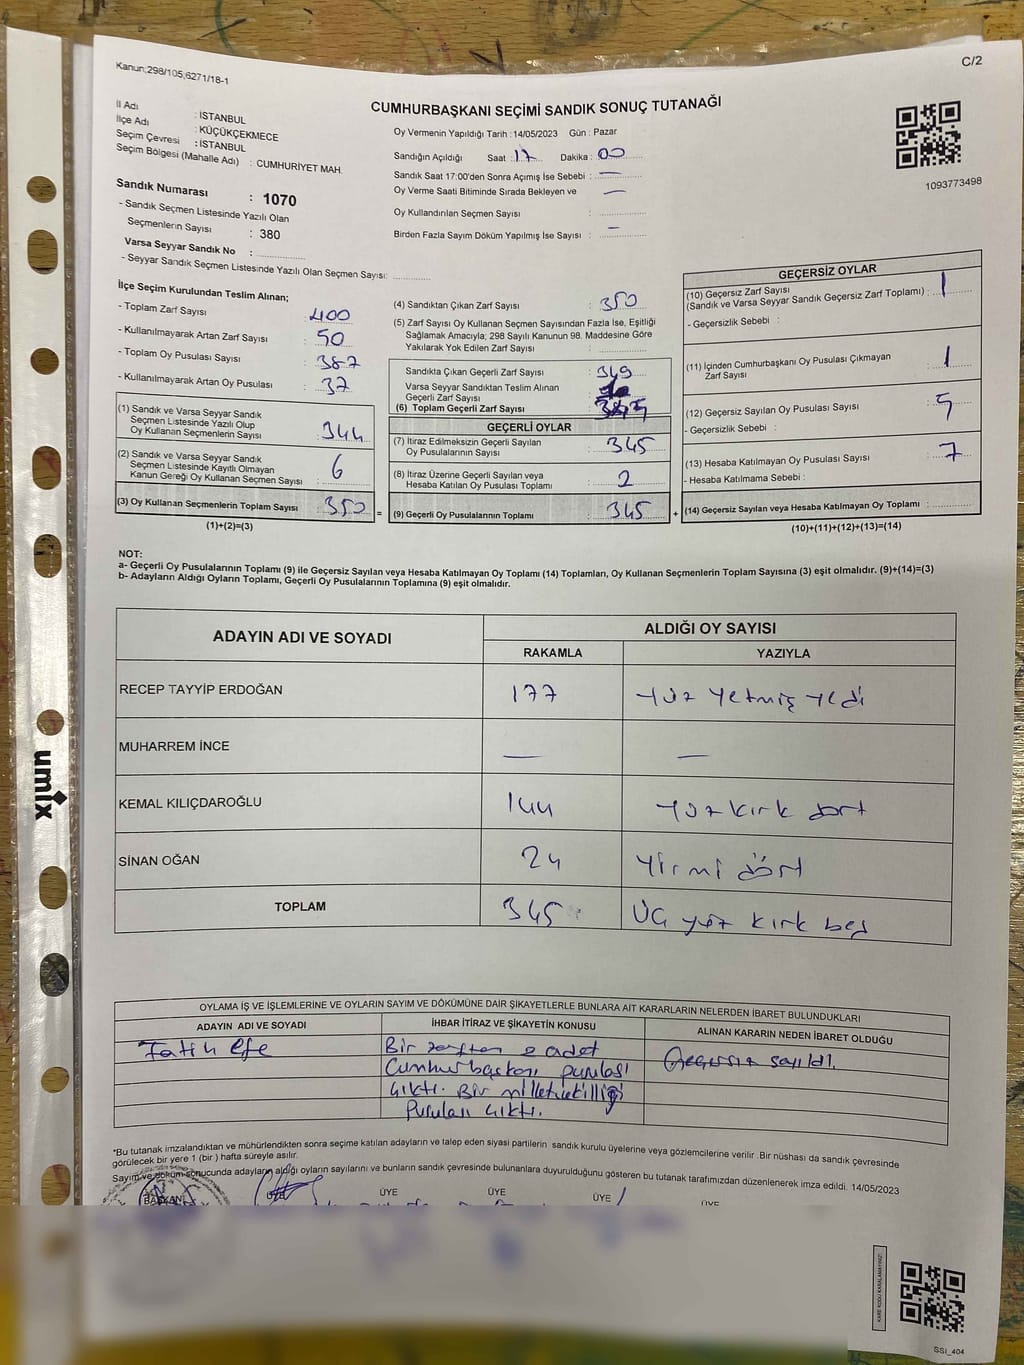 Kanun;298/105,6271/18-1
C/2
CUMHURBAŞKANI SEÇİMİ SANDIK SONUÇ TUTANAĞI
İl Adı : İSTANBUL
İlçe Adı : KÜÇÜKÇEKMECE
Seçim Çevresi : İSTANBUL
Seçim Bölgesi (Mahalle Adı) : CUMHURİYET MAH.
Sandık Numarası : 1070
- Sandık Seçmen Listesinde Yazılı Olan
Seçmenlerin Sayısı : 380
Varsa Seyyar Sandık No :
- Seyyar Sandık Seçmen Listesinde Yazılı Olan Seçmen Sayısı:
Oy Vermenin Yapıldığı Tarih : 14/05/2023 Gün : Pazar
Sandığın Açıldığı Saat : 17 Dakika : 00
Sandık Saat 17:00'den Sonra Açımış İse Sebebi : —
Oy Verme Saati Bitiminde Sırada Bekleyen ve —
Oy Kullandırılan Seçmen Sayısı :
Birden Fazla Sayım Döküm Yapılmış İse Sayısı : —
1093773498
İlçe Seçim Kurulundan Teslim Alınan;
- Toplam Zarf Sayısı : 400
- Kullanılmayarak Artan Zarf Sayısı : 50
- Toplam Oy Pusulası Sayısı : 387
- Kullanılmayarak Artan Oy Pusulası : 37
(1) Sandık ve Varsa Seyyar Sandık
Seçmen Listesinde Yazılı Olup
Oy Kullanan Seçmenlerin Sayısı : 344
(2) Sandık ve Varsa Seyyar Sandık
Seçmen Listesinde Kayıtlı Olmayan
Kanun Gereği Oy Kullanan Seçmen Sayısı : 6
(3) Oy Kullanan Seçmenlerin Toplam Sayısı : 350
(1)+(2)=(3)
(4) Sandıktan Çıkan Zarf Sayısı : 350
(5) Zarf Sayısı Oy Kullanan Seçmen Sayısından Fazla İse, Eşitliği
Sağlamak Amacıyla; 298 Sayılı Kanunun 98. Maddesine Göre
Yakılarak Yok Edilen Zarf Sayısı :
Sandıkta Çıkan Geçerli Zarf Sayısı : 349
Varsa Seyyar Sandıktan Teslim Alınan
Geçerli Zarf Sayısı :
(6) Toplam Geçerli Zarf Sayısı :
GEÇERLİ OYLAR
(7) İtiraz Edilmeksizin Geçerli Sayılan
Oy Pusulalarının Sayısı : 345
(8) İtiraz Üzerine Geçerli Sayılan veya
Hesaba Katılan Oy Pusulası Toplamı : 2
= (9) Geçerli Oy Pusulalarının Toplamı : 345 +
GEÇERSİZ OYLAR
(10) Geçersiz Zarf Sayısı
(Sandık ve Varsa Seyyar Sandık Geçersiz Zarf Toplamı) : 1
- Geçersizlik Sebebi :
(11) İçinden Cumhurbaşkanı Oy Pusulası Çıkmayan
Zarf Sayısı : 1
(12) Geçersiz Sayılan Oy Pusulası Sayısı : 5
- Geçersizlik Sebebi :
(13) Hesaba Katılmayan Oy Pusulası Sayısı : 7
- Hesaba Katılmama Sebebi :
(14) Geçersiz Sayılan veya Hesaba Katılmayan Oy Toplamı :
(10)+(11)+(12)+(13)=(14)
NOT:
a- Geçerli Oy Pusulalarının Toplamı (9) ile Geçersiz Sayılan veya Hesaba Katılmayan Oy Toplamı (14) Toplamları, Oy Kullanan Seçmenlerin Toplam Sayısına (3) eşit olmalıdır. (9)+(14)=(3)
b- Adayların Aldığı Oyların Toplamı, Geçerli Oy Pusulalarının Toplamına (9) eşit olmalıdır.
ADAYIN ADI VE SOYADI ALDIĞI OY SAYISI
RAKAMLA YAZIYLA
RECEP TAYYİP ERDOĞAN 177 Yüz Yetmiş Yedi
MUHARREM İNCE — —
KEMAL KILIÇDAROĞLU 144 Yüz kırk dört
SİNAN OĞAN 24 Yirmi dört
TOPLAM 345 Üç yüz kırk beş
OYLAMA İŞ VE İŞLEMLERİNE VE OYLARIN SAYIM VE DÖKÜMÜNE DAİR ŞİKAYETLERLE BUNLARA AİT KARARLARIN NELERDEN İBARET BULUNDUKLARI
ADAYIN ADI VE SOYADI İHBAR İTİRAZ VE ŞİKAYETİN KONUSU ALINAN KARARIN NEDEN İBARET OLDUĞU
Fatih Efe Bir zarftan 2 adet Geçersiz sayıldı.
Cumhurbaşkanı pusulası
çıktı. Bir milletvekilliği
Pusulası çıktı.
*Bu tutanak imzalandıktan ve mühürlendikten sonra seçime katılan adayların ve talep eden siyasi partilerin sandık kurulu üyelerine veya gözlemcilerine verilir .Bir nüshası da sandık çevresinde
görülecek bir yere 1 (bir ) hafta süreyle asılır.
Sayım ve döküm sonucunda adayların aldığı oyların sayılarını ve bunların sandık çevresinde bulunanlara duyurulduğunu gösteren bu tutanak tarafımızdan düzenlenerek imza edildi. 14/05/2023
BAŞKAN ÜYE ÜYE ÜYE ÜYE ÜYE
umix
SSI_404